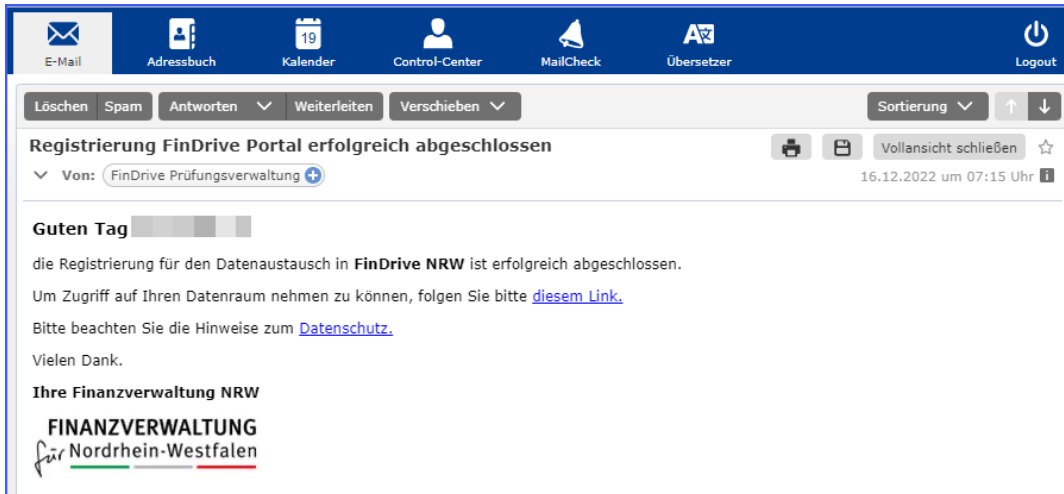 E-Mail Adressbuch 19 Kalender Control-Center MailCheck Übersetzer Logout
Löschen Spam Antworten Weiterleiten Verschieben Sortierung
Registrierung FinDrive Portal erfolgreich abgeschlossen Vollansicht schließen
Von: FinDrive Prüfungsverwaltung 16.12.2022 um 07:15 Uhr
Guten Tag
die Registrierung für den Datenaustausch in FinDrive NRW ist erfolgreich abgeschlossen.
Um Zugriff auf Ihren Datenraum nehmen zu können, folgen Sie bitte diesem Link.
Bitte beachten Sie die Hinweise zum Datenschutz.
Vielen Dank.
Ihre Finanzverwaltung NRW
FINANZVERWALTUNG
für Nordrhein-Westfalen